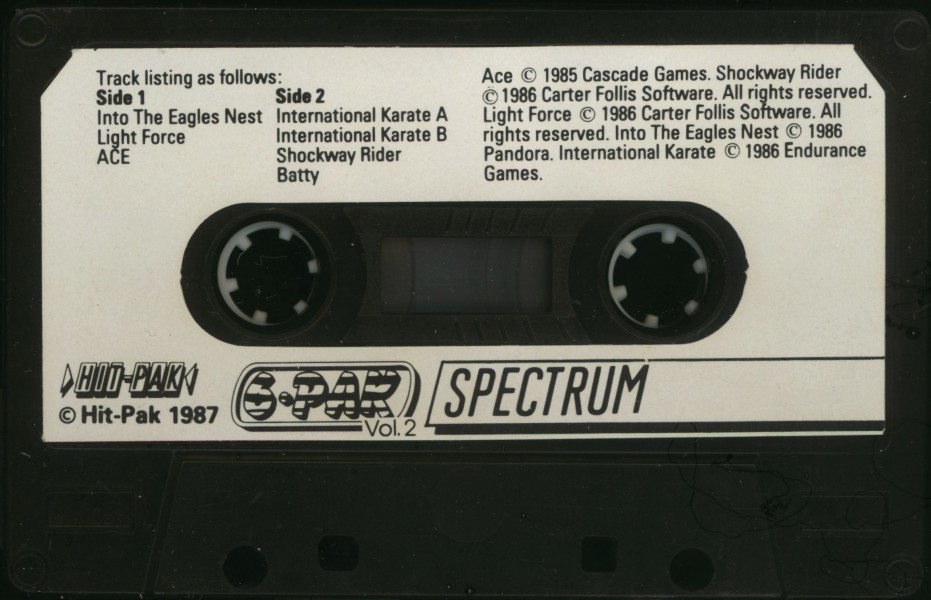 Track listing as follows:
Side 1
Into The Eagles Nest
Light Force
ACE
Side 2
International Karate A
International Karate B
Shockway Rider
Batty
Ace © 1985 Cascade Games. Shockway Rider
© 1986 Carter Follis Software. All rights reserved.
Light Force © 1986 Carter Follis Software. All
rights reserved. Into The Eagles Nest © 1986
Pandora. International Karate © 1986 Endurance
Games.
HIT-PAK
© Hit-Pak 1987
6-PAK
Vol. 2
SPECTRUM